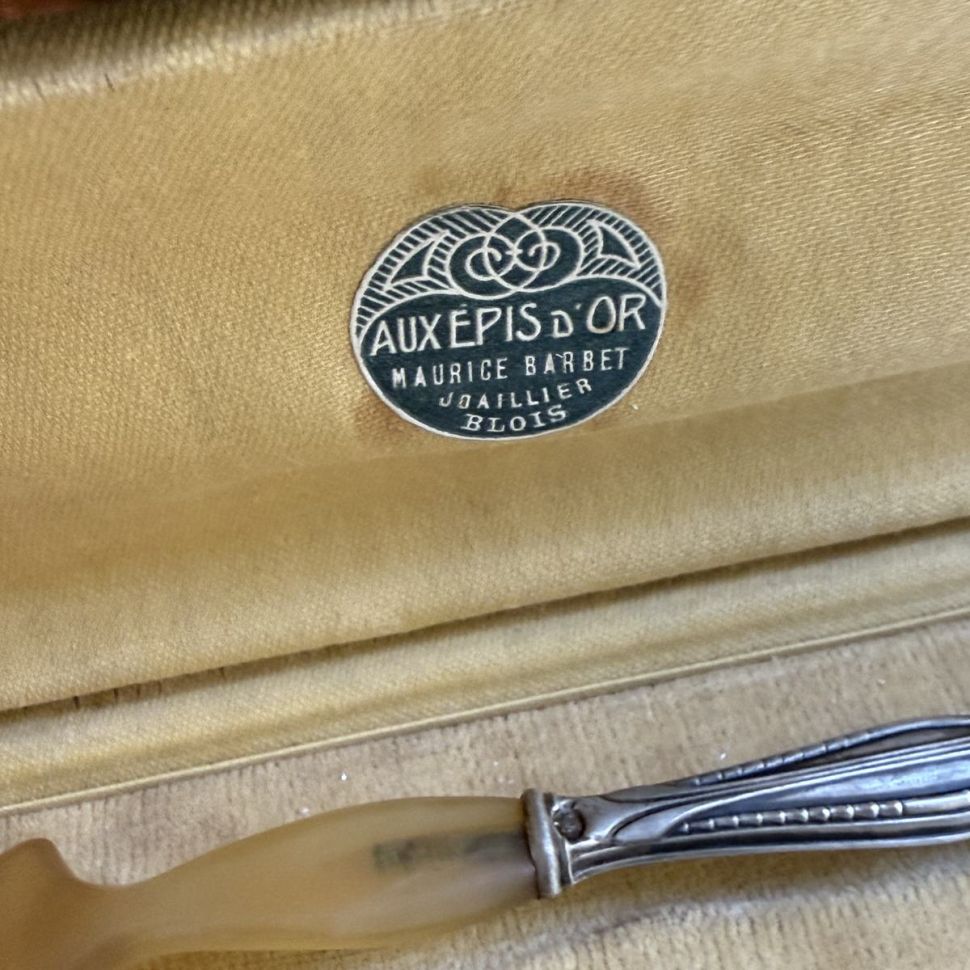 AUX ÉPIS D'OR
MAURICE BARBET
JOAILLIER
BLOIS